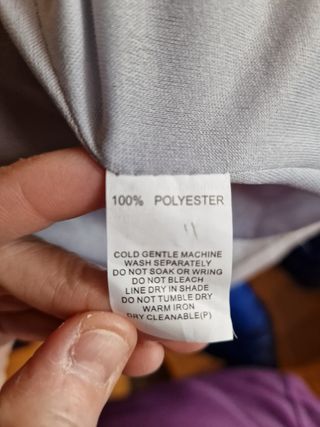 100% POLYESTER
COLD GENTLE MACHINE
WASH SEPARATELY
DO NOT SOAK OR WRING
DO NOT BLEACH
LINE DRY IN SHADE
DO NOT TUMBLE DRY
WARM IRON
DRY CLEANABLE(P)